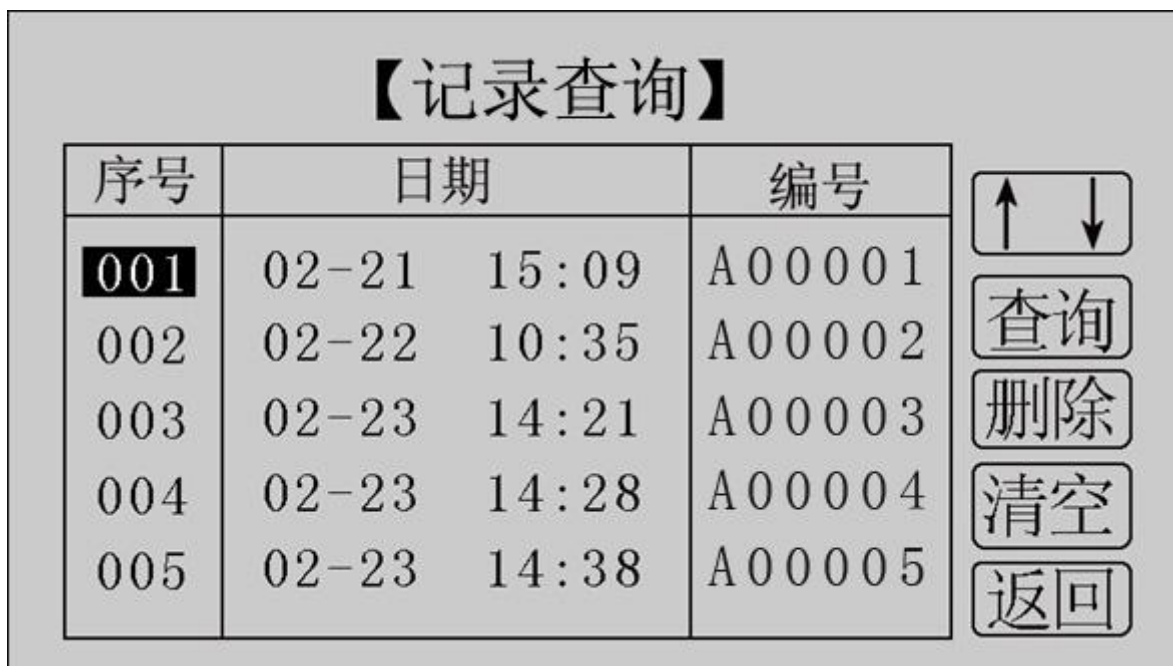 【记录查询】
序号 日期 编号
001 02-21 15:09 A00001
002 02-22 10:35 A00002
003 02-23 14:21 A00003
004 02-23 14:28 A00004
005 02-23 14:38 A00005
↑ ↓
查询
删除
清空
返回